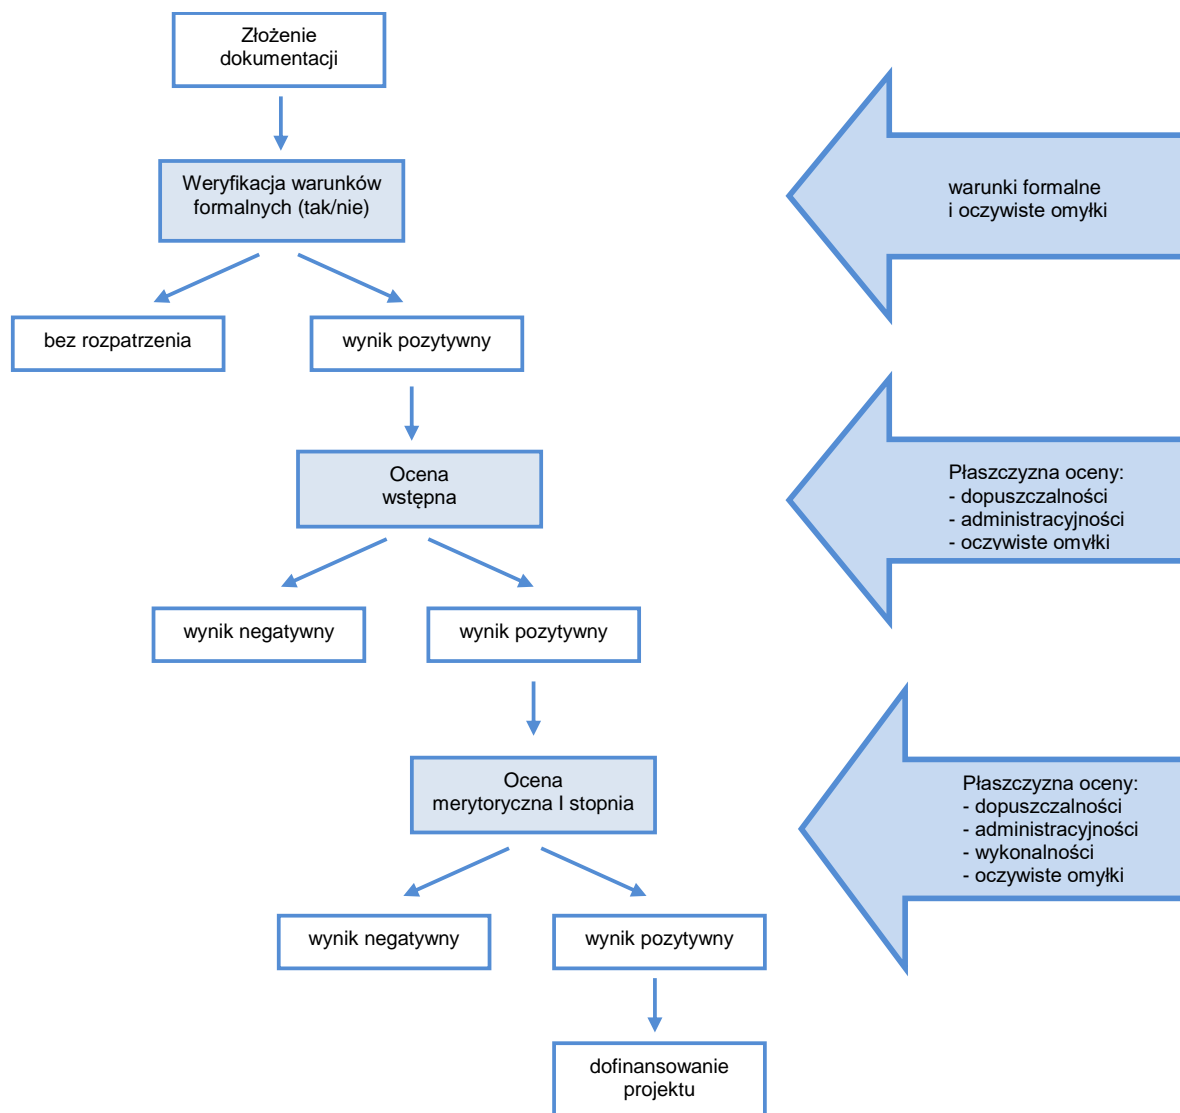 Złożenie
dokumentacji
Weryfikacja warunków
formalnych (tak/nie)
warunki formalne
i oczywiste omyłki
bez rozpatrzenia
wynik pozytywny
Ocena
wstępna
Płaszczyzna oceny:
- dopuszczalności
- administracyjności
- oczywiste omyłki
wynik negatywny
wynik pozytywny
Ocena
merytoryczna I stopnia
Płaszczyzna oceny:
- dopuszczalności
- administracyjności
- wykonalności
- oczywiste omyłki
wynik negatywny
wynik pozytywny
dofinansowanie
projektu